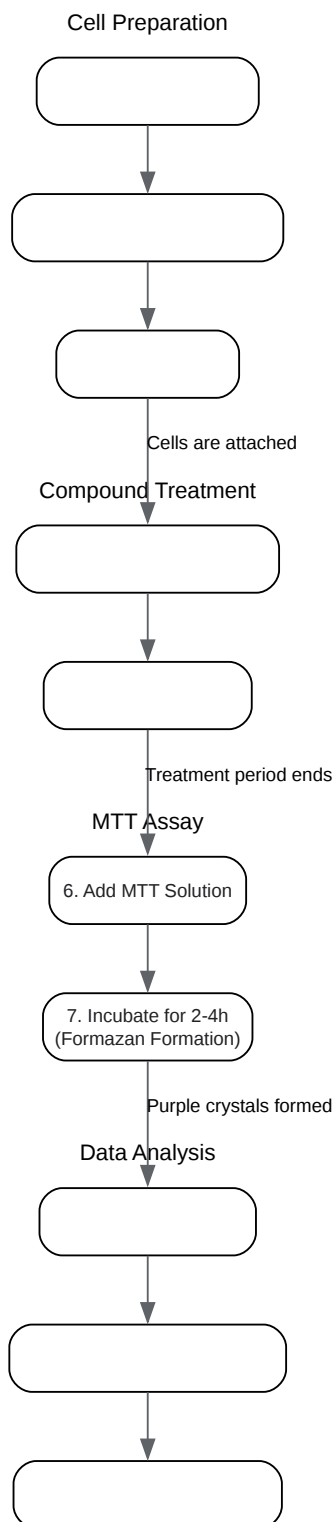 Cell Preparation
Cells are attached
Compound Treatment
Treatment period ends
MTT Assay
6. Add MTT Solution
7. Incubate for 2-4h
(Formazan Formation)
Purple crystals formed
Data Analysis